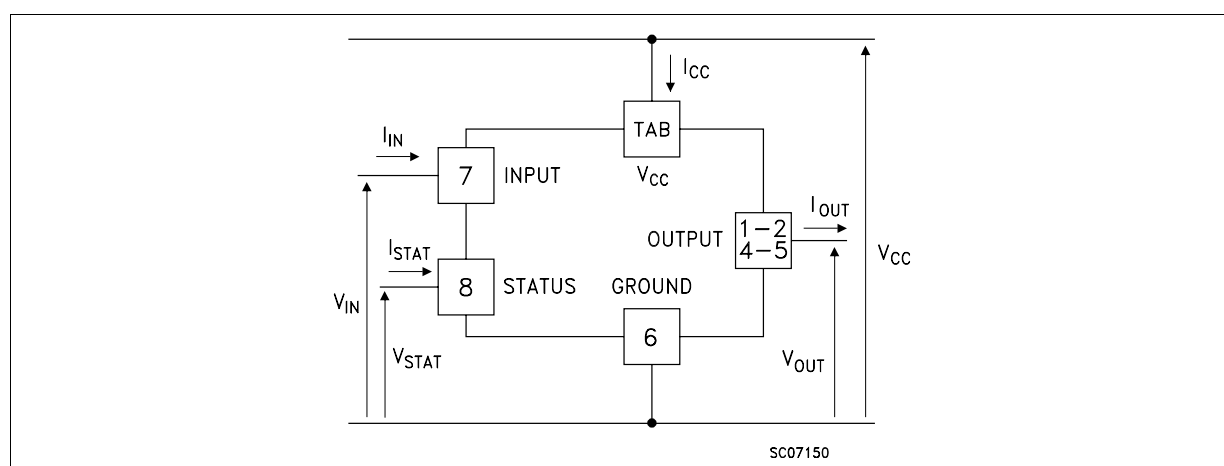 I_CC
TAB
V_CC
I_IN
7
INPUT
1-2
4-5
OUTPUT
I_OUT
V_CC
I_STAT
8
STATUS
GROUND
6
V_IN
V_STAT
V_OUT
SC07150